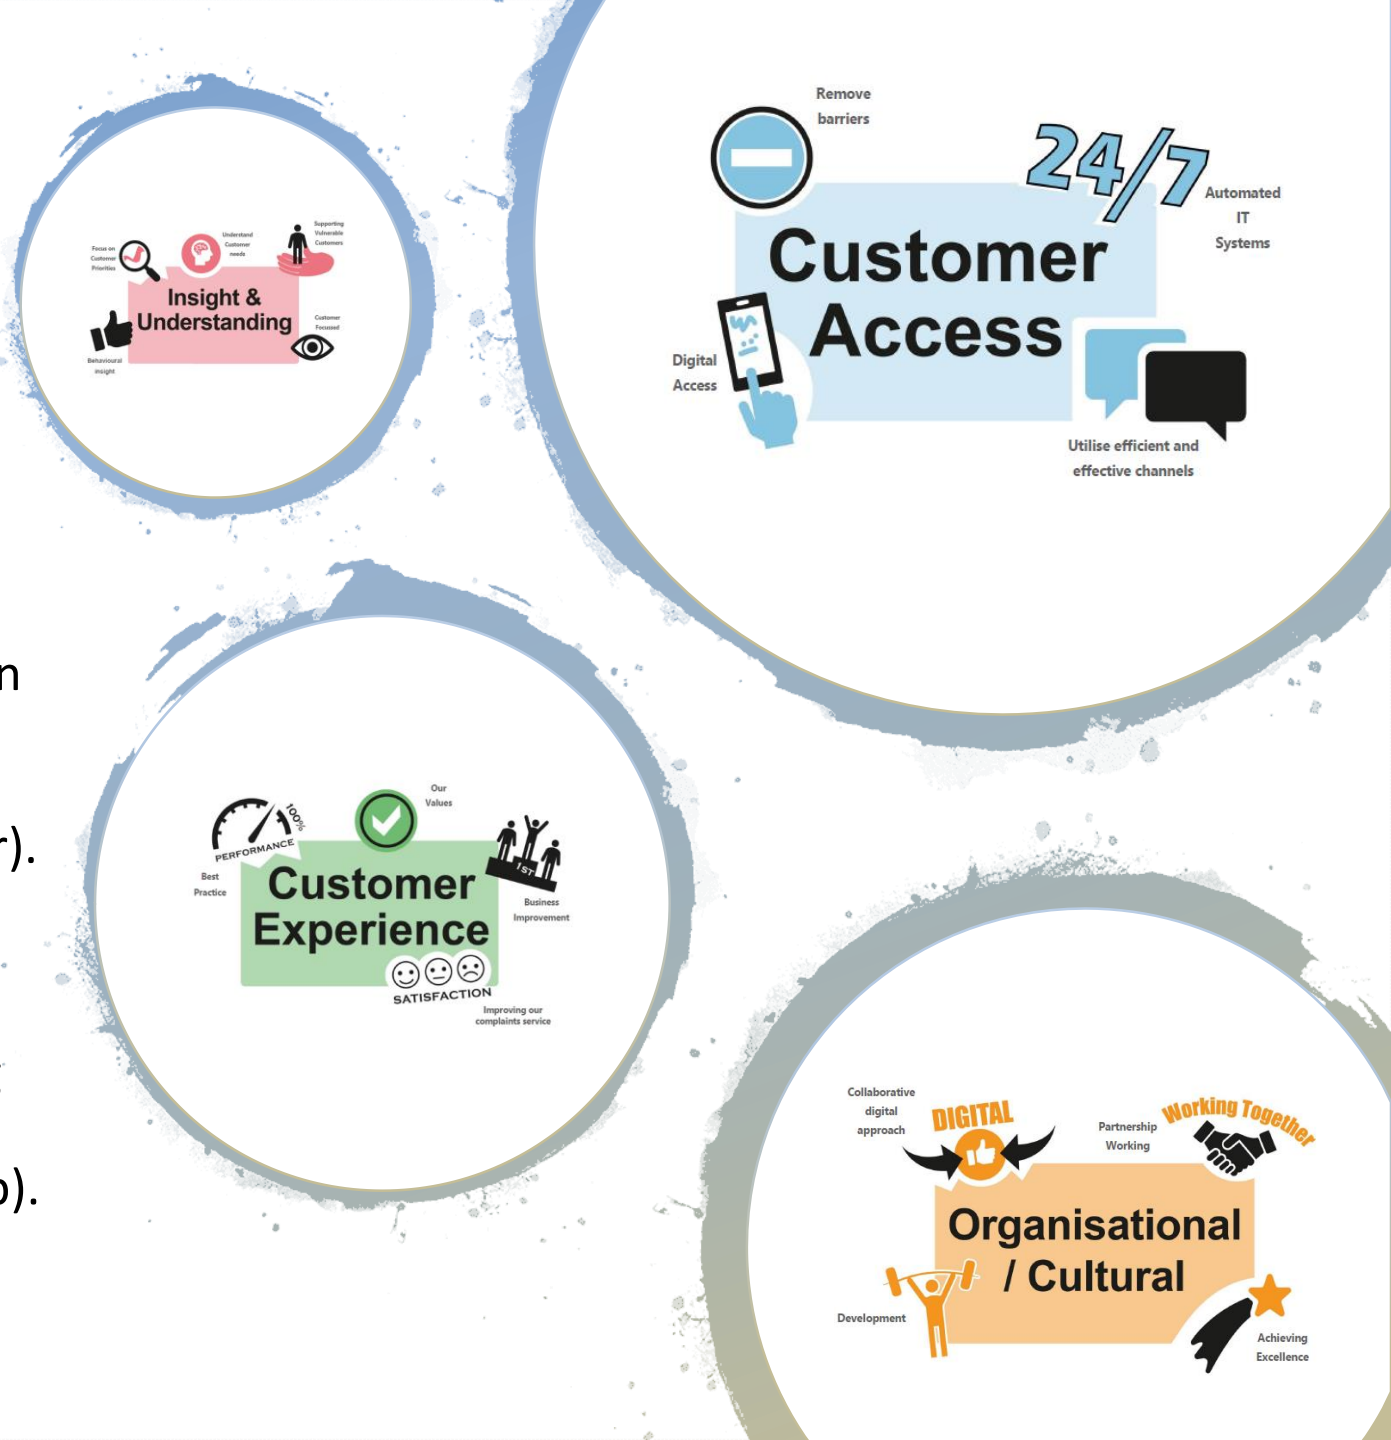 Supporting
Vulnerable
Customers
Understand
Customer
needs
Focus on
Customer
Priorities
Insight &
Understanding
Customer
Focused
Behavioural
insight
Remove
barriers
24/7
Automated
IT
Systems
Customer
Access
Digital
Access
Utilise efficient and
effective channels
n
r).
Our
Values
100%
PERFORMANCE
Best
Practice
1ST
Customer
Experience
Business
Improvement
SATISFACTION
Improving our
complaints service
).
Collaborative
digital
approach
DIGITAL
Partnership
Working
Working Together
Organisational
/ Cultural
Development
Achieving
Excellence